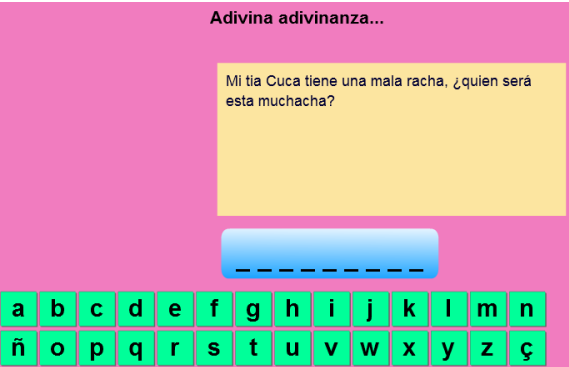 Adivina adivinanza...
Mi tia Cuca tiene una mala racha, ¿quien será
esta muchacha?
_ _ _ _ _ _ _ _ _
a b c d e f g h i j k l m n
ñ o p q r s t u v w x y z ç